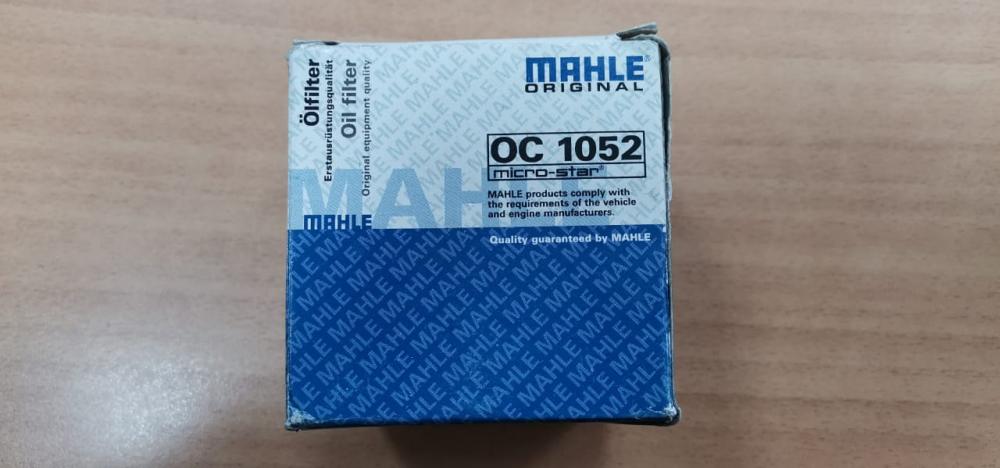 Ölfilter
Erstausrüstungsqualität
Oil filter
Original equipment quality
MAHLE
MAHLE®
ORIGINAL
OC 1052
micro-star®
MAHLE products comply with
the requirements of the vehicle
and engine manufacturers.
Quality guaranteed by MAHLE